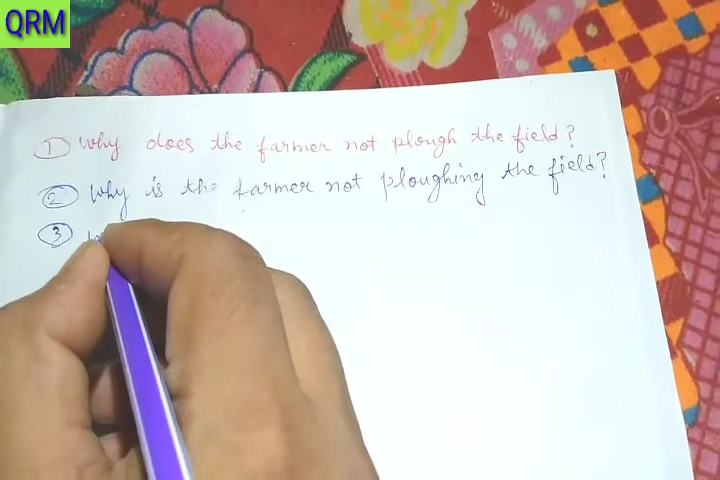 QRM
1 Why does the farmer not plough the field?
2 Why is the farmer not ploughing the field?
3